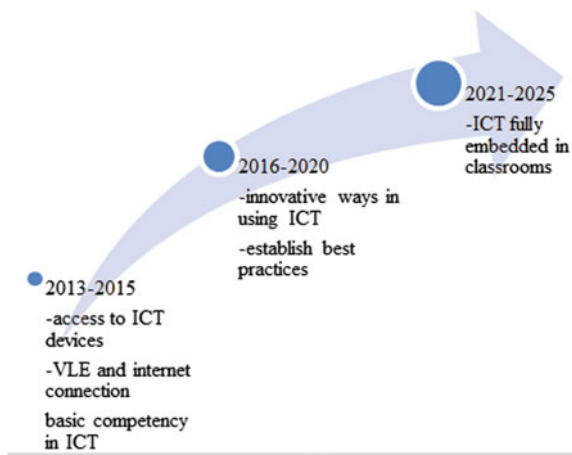 2013-2015
-access to ICT
devices
-VLE and internet
connection
basic competency
in ICT
2016-2020
-innovative ways in
using ICT
-establish best
practices
2021-2025
-ICT fully
embedded in
classrooms